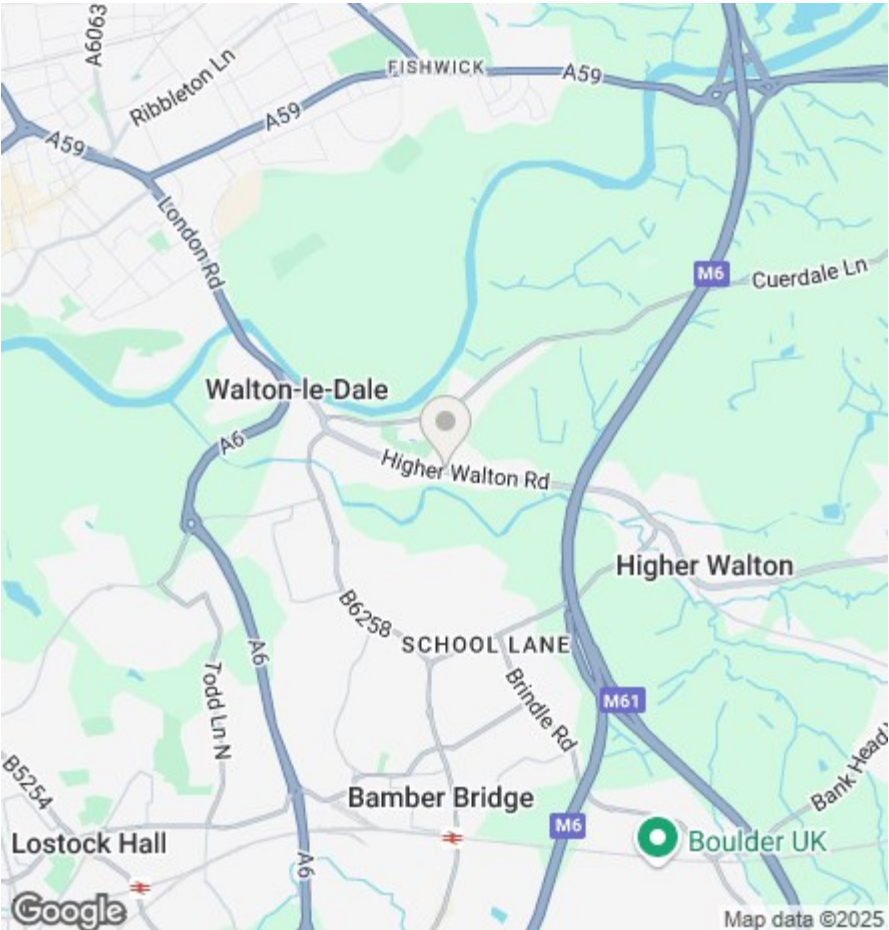 A6063
Ribbleton Ln
FISHWICK
A59
A59
A59
London Rd
M6
Cuerdale Ln
Walton-le-Dale
A6
Higher Walton Rd
Higher Walton
B6258
SCHOOL LANE
A6
Todd Ln N
Brindle Rd
M61
B5254
Bank Head
Bamber Bridge
M6
Boulder UK
Lostock Hall
A6
Google
Map data ©2025